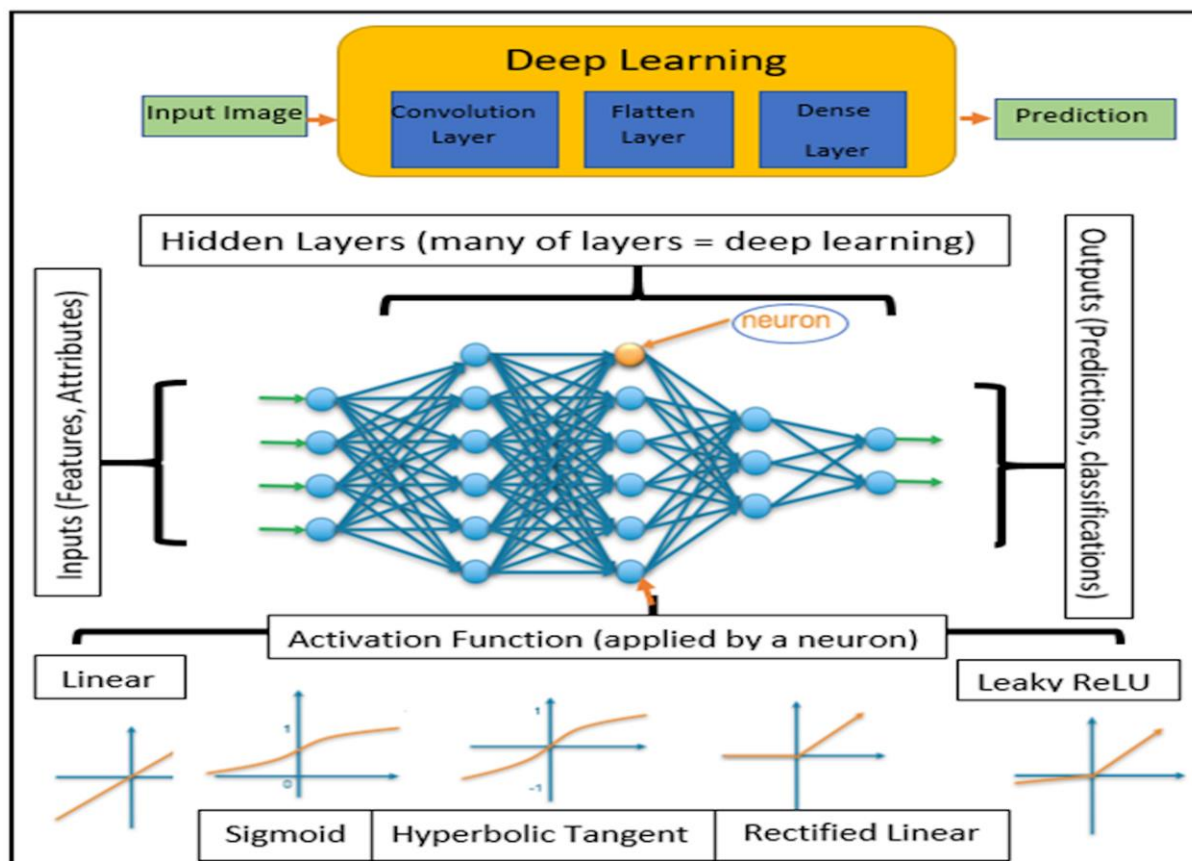 Deep Learning
Input Image
Convolution
Layer
Flatten
Layer
Dense
Layer
Prediction
Hidden Layers (many of layers = deep learning)
Inputs (Features, Attributes)
Outputs (Predictions, classifications)
neuron
Activation Function (applied by a neuron)
Linear
Leaky ReLU
1
0
1
-1
Sigmoid
Hyperbolic Tangent
Rectified Linear